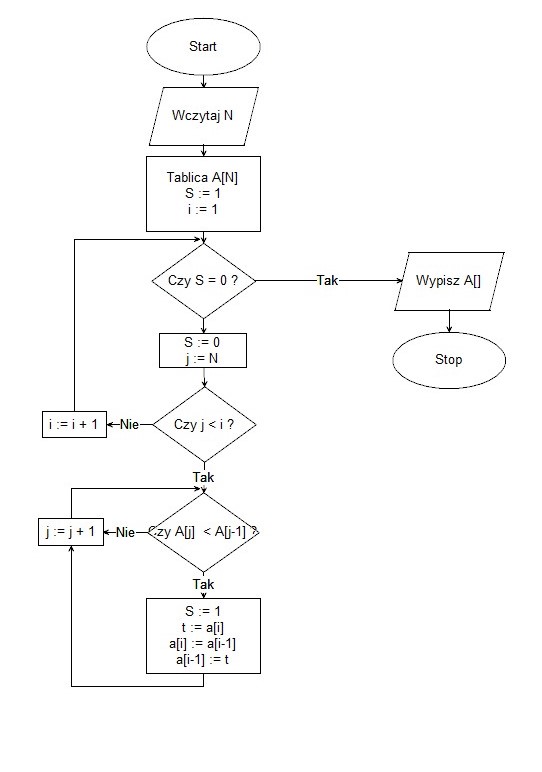 Start
Wczytaj N
Tablica A[N]
S := 1
i := 1
Czy S = 0 ?
Tak
Wypisz A[]
Stop
S := 0
j := N
Czy j < i ?
Nie
i := i + 1
Tak
Czy A[j] < A[j-1] ?
Nie
j := j + 1
Tak
S := 1
t := a[i]
a[i] := a[i-1]
a[i-1] := t